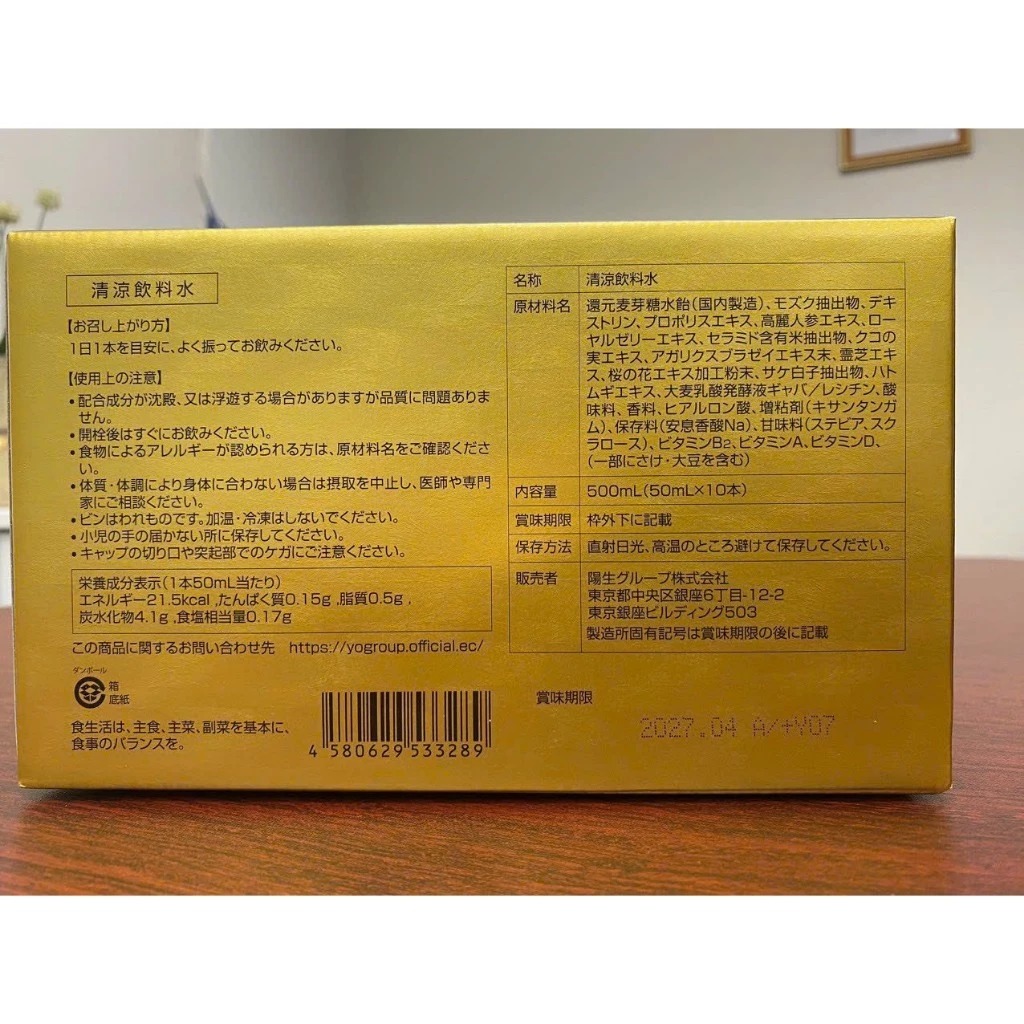 清涼飲料水
【お召し上がり方】
1日1本を目安に、よく振ってお飲みください。
【使用上の注意】
•配合成分が沈殿、又は浮遊する場合がありますが品質に問題ありま
せん。
•開栓後はすぐにお飲みください。
•食物によるアレルギーが認められる方は、原材料名をご確認くださ
い。
•体質・体調により身体に合わない場合は摂取を中止し、医師や専門
家にご相談ください。
•ビンはわれものです。加温・冷凍はしないでください。
•小児の手の届かない所に保存してください。
•キャップの切り口や突起部でのケガにご注意ください。
栄養成分表示(1本50mL当たり)
エネルギー21.5kcal ,たんぱく質0.15g ,脂質0.5g ,
炭水化物4.1g ,食塩相当量0.17g
この商品に関するお問い合わせ先 https://yogroup.official.ec/
ダンボール
箱
底紙
食生活は、主食、主菜、副菜を基本に、
食事のバランスを。
4 580629 533289
名称 清涼飲料水
原材料名 還元麦芽糖水飴(国内製造)、モズク抽出物、デキ
ストリン、プロポリスエキス、高麗人参エキス、ロー
ヤルゼリーエキス、セラミド含有米抽出物、クコの
実エキス、アガリクスブラゼイエキス末、霊芝エキ
ス、桜の花エキス加工粉末、サケ白子抽出物、ハト
ムギエキス、大麦乳酸発酵液ギャバ/レシチン、酸
味料、香料、ヒアルロン酸、増粘剤(キサンタンガ
ム)、保存料(安息香酸Na)、甘味料(ステビア、ス
クラロース)、ビタミンB2、ビタミンA、ビタミンD、
(一部にさけ・大豆を含む)
内容量 500mL(50mL×10本)
賞味期限 枠外下に記載
保存方法 直射日光、高温のところ避けて保存してください。
販売者 陽生グループ株式会社
東京都中央区銀座6丁目-12-2
東京銀座ビルディング503
製造所固有記号は賞味期限の後に記載
賞味期限
2027.04 A/+Y07